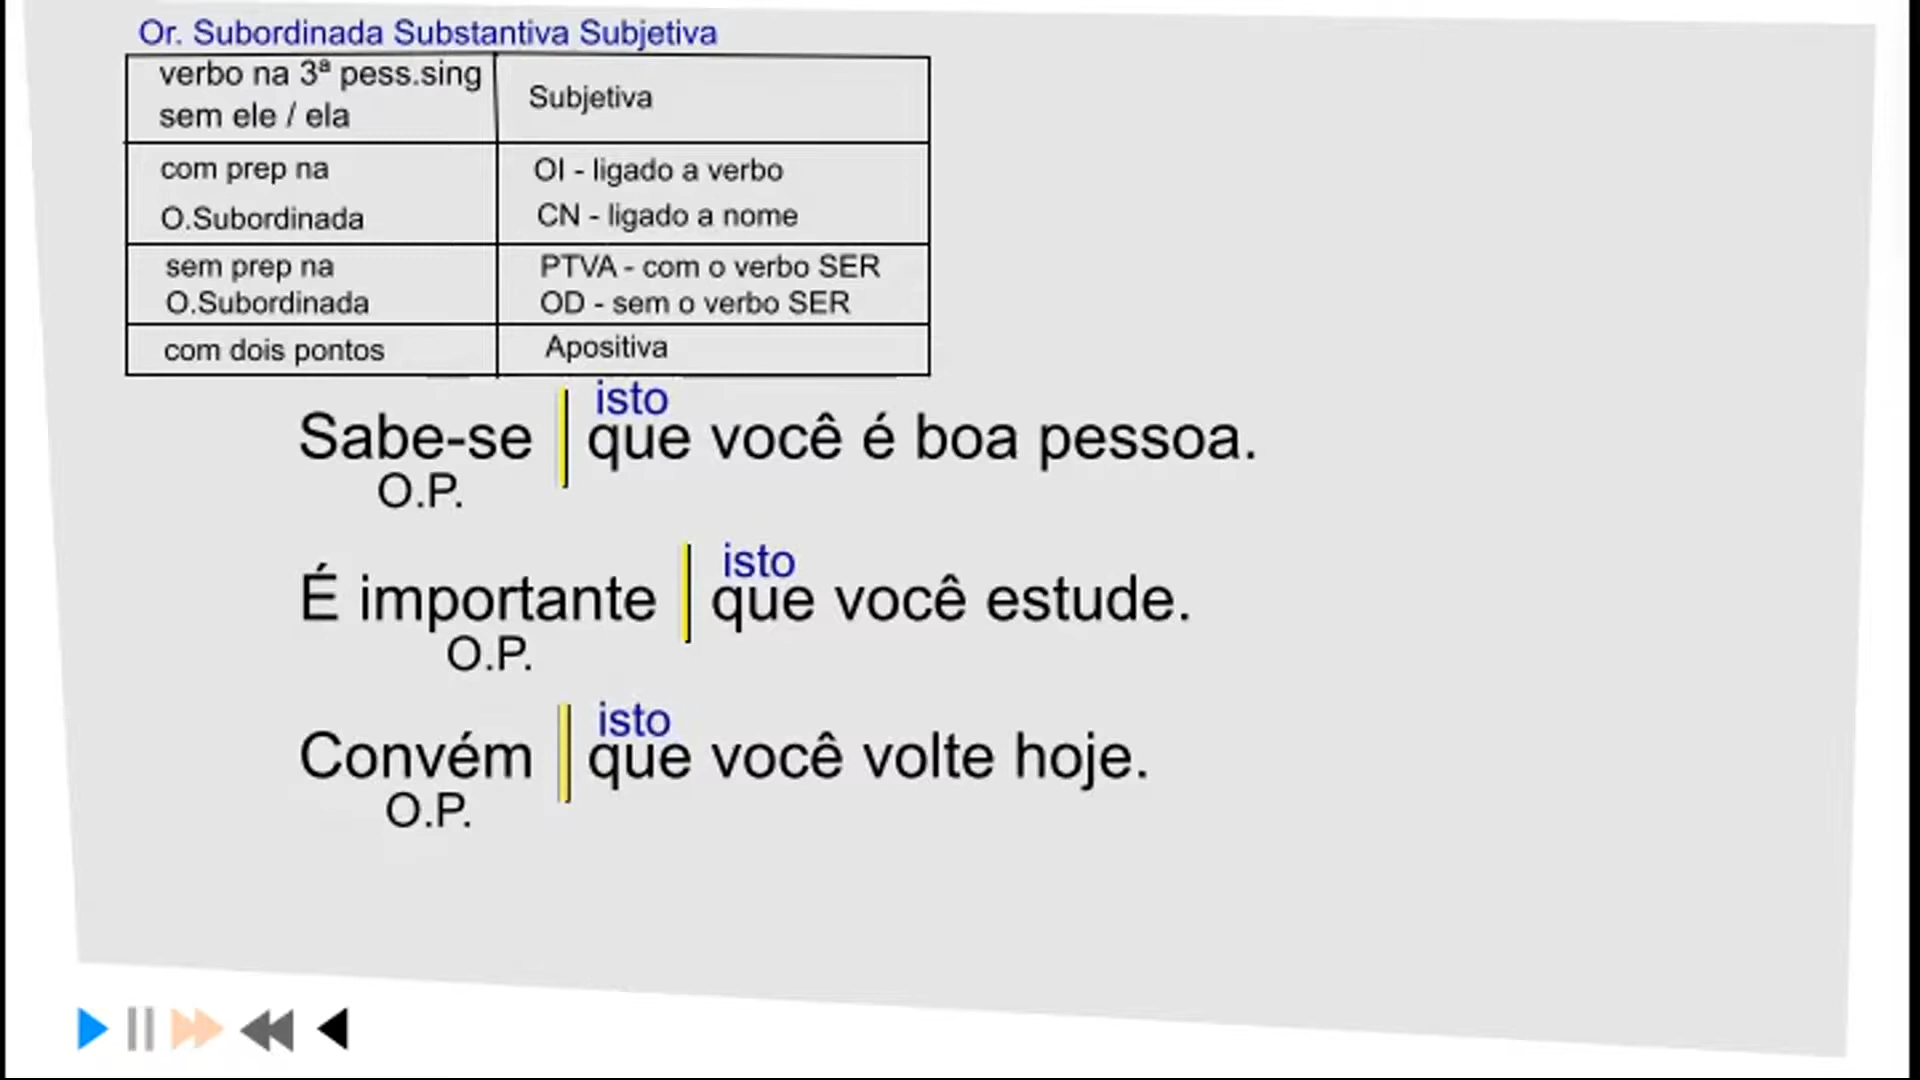 Or. Subordinada Substantiva Subjetiva
verbo na 3ª pess.sing
sem ele / ela
Subjetiva
com prep na
O.Subordinada
OI - ligado a verbo
CN - ligado a nome
sem prep na
O.Subordinada
PTVA - com o verbo SER
OD - sem o verbo SER
com dois pontos
Apositiva
isto
Sabe-se que você é boa pessoa.
O.P.
isto
É importante que você estude.
O.P.
isto
Convém que você volte hoje.
O.P.